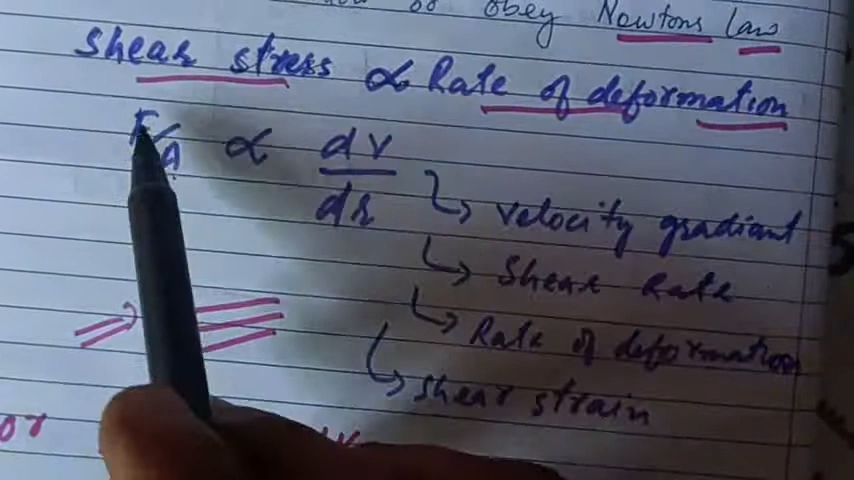 obey Newtons law
Shear stress ∝ Rate of deformation
F/A ∝ dv/dr → velocity gradient
→ Shear Rate
→ Rate of deformation
→ Shear strain
or